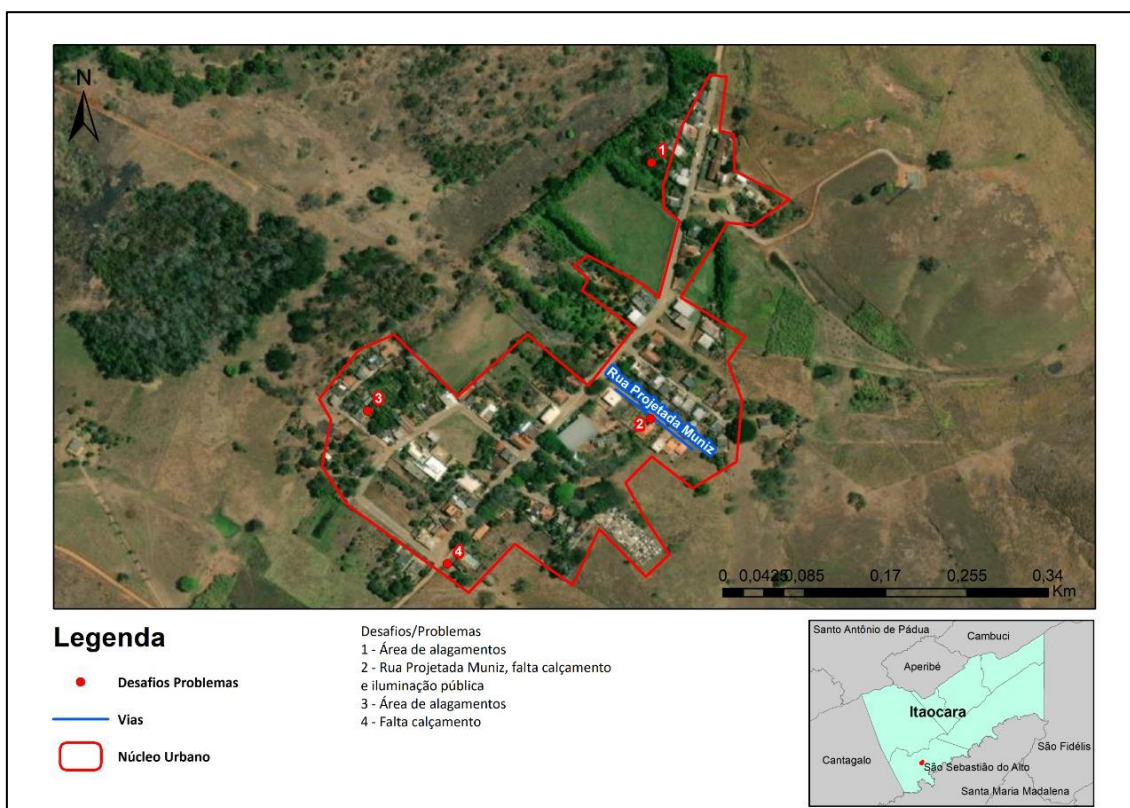 N
1
Rua Projetada Muniz
3
2
4
0, 0,0425 0,085 0,17 0,255 0,34
Km
Legenda
Desafios Problemas
Vias
Núcleo Urbano
Desafios/Problemas
1 - Área de alagamentos
2 - Rua Projetada Muniz, falta calçamento
e iluminação pública
3 - Área de alagamentos
4 - Falta calçamento
Santo Antônio de Pádua
Cambuci
Aperibé
Itaocara
São Fidélis
Cantagalo
São Sebastião do Alto
Santa Maria Madalena